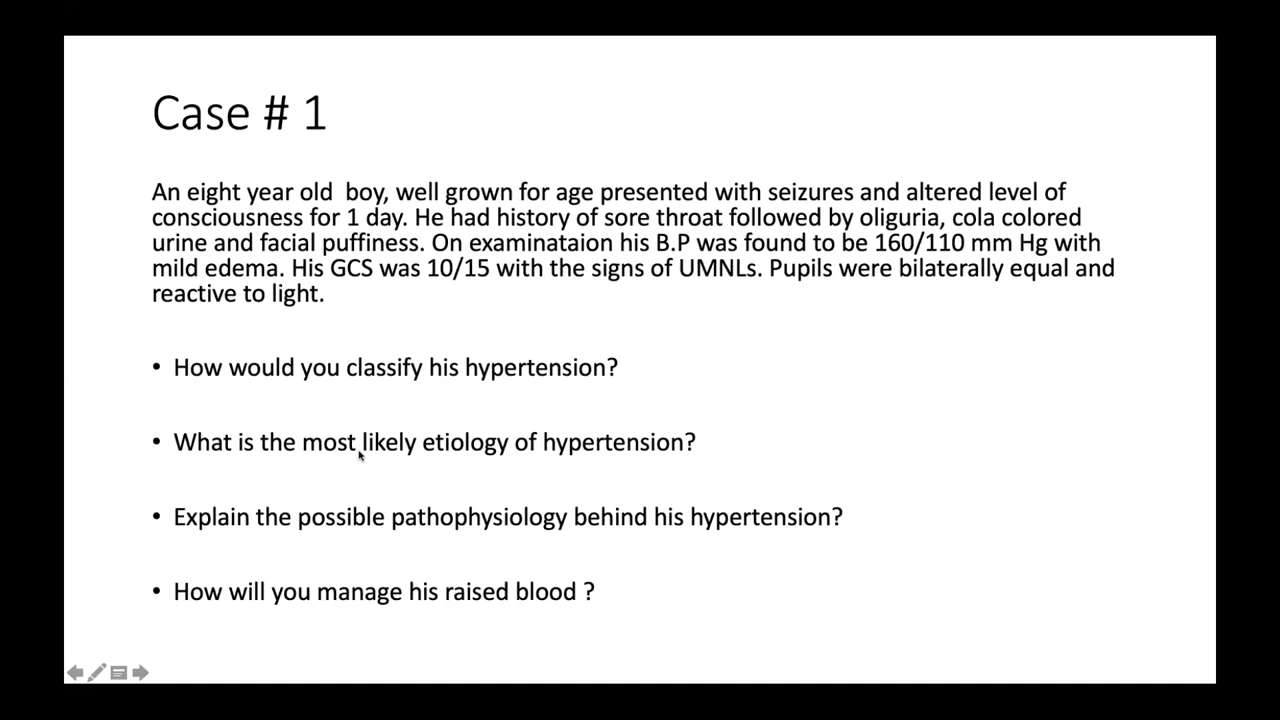 Case # 1
An eight year old  boy, well grown for age presented with seizures and altered level of
consciousness for 1 day. He had history of sore throat followed by oliguria, cola colored
urine and facial puffiness. On examinataion his B.P was found to be 160/110 mm Hg with
mild edema. His GCS was 10/15 with the signs of UMNLs. Pupils were bilaterally equal and
reactive to light.
• How would you classify his hypertension?
• What is the most likely etiology of hypertension?
• Explain the possible pathophysiology behind his hypertension?
• How will you manage his raised blood ?